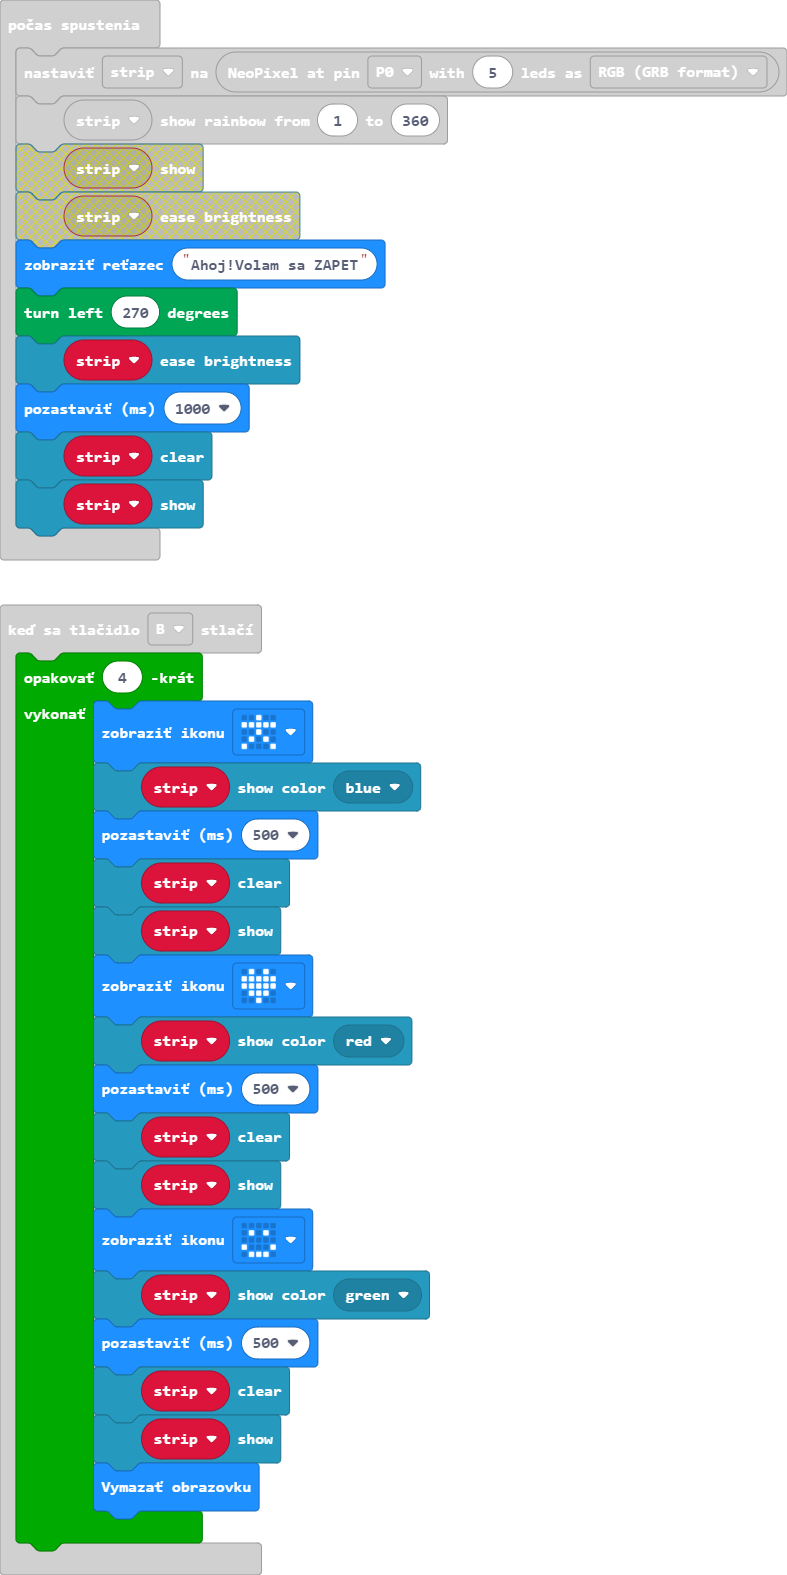 počas spustenia
nastaviť strip na NeoPixel at pin P0 with 5 leds as RGB (GRB format)
strip show rainbow from 1 to 360
strip show
strip ease brightness
zobraziť reťazec "Ahoj!Volam sa ZAPET"
turn left 270 degrees
strip ease brightness
pozastaviť (ms) 1000
strip clear
strip show
keď sa tlačidlo B stlačí
opakovať 4 -krát
vykonať
zobraziť ikonu
strip show color blue
pozastaviť (ms) 500
strip clear
strip show
zobraziť ikonu
strip show color red
pozastaviť (ms) 500
strip clear
strip show
zobraziť ikonu
strip show color green
pozastaviť (ms) 500
strip clear
strip show
Vymazať obrazovku